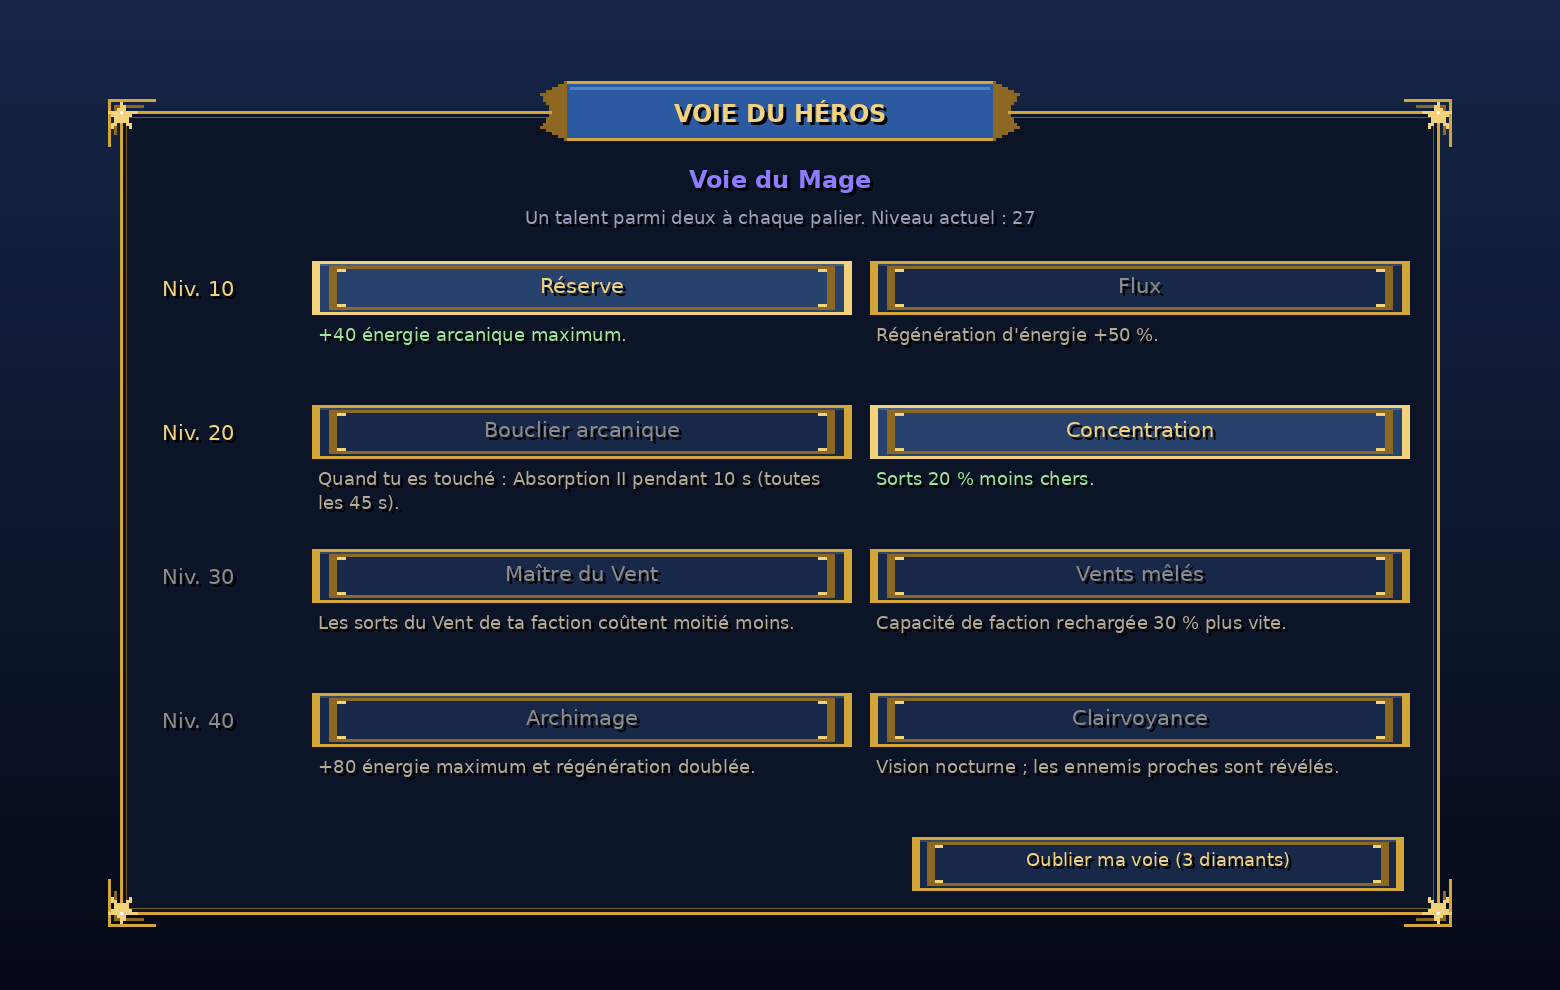 VOIE DU HÉROS
Voie du Mage
Un talent parmi deux à chaque palier. Niveau actuel : 27
Niv. 10
Réserve
Flux
+40 énergie arcanique maximum.
Régénération d'énergie +50 %.
Niv. 20
Bouclier arcanique
Concentration
Quand tu es touché : Absorption II pendant 10 s (toutes
les 45 s).
Sorts 20 % moins chers.
Niv. 30
Maître du Vent
Vents mêlés
Les sorts du Vent de ta faction coûtent moitié moins.
Capacité de faction rechargée 30 % plus vite.
Niv. 40
Archimage
Clairvoyance
+80 énergie maximum et régénération doublée.
Vision nocturne ; les ennemis proches sont révélés.
Oublier ma voie (3 diamants)